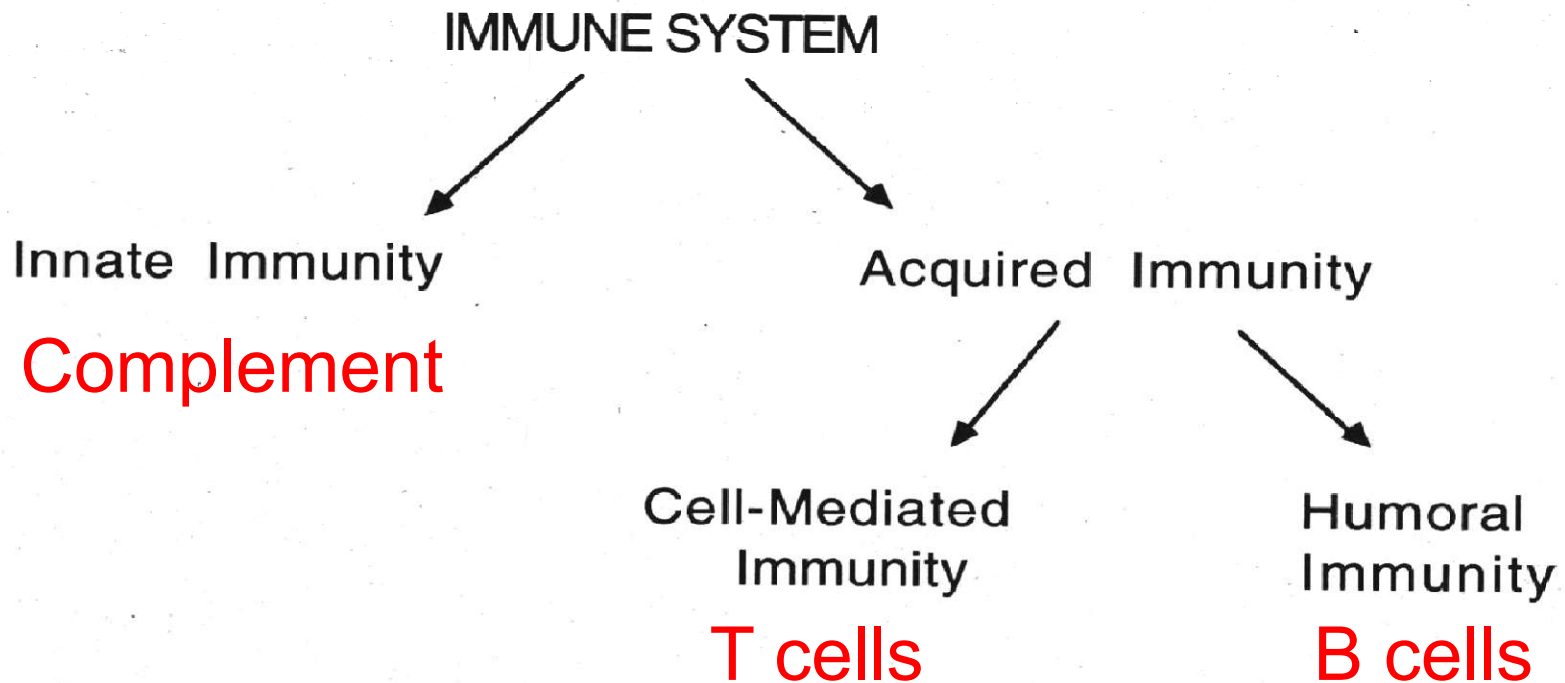 IMMUNE SYSTEM
Innate Immunity
Acquired Immunity
Complement
Cell-Mediated
Immunity
Humoral
Immunity
T cells
B cells